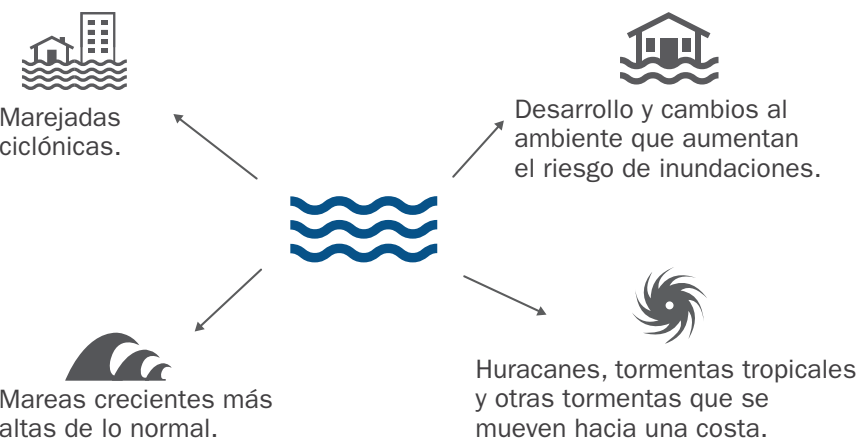 Marejadas
ciclónicas.
Desarrollo y cambios al
ambiente que aumentan
el riesgo de inundaciones.
Mareas crecientes más
altas de lo normal.
Huracanes, tormentas tropicales
y otras tormentas que se
mueven hacia una costa.